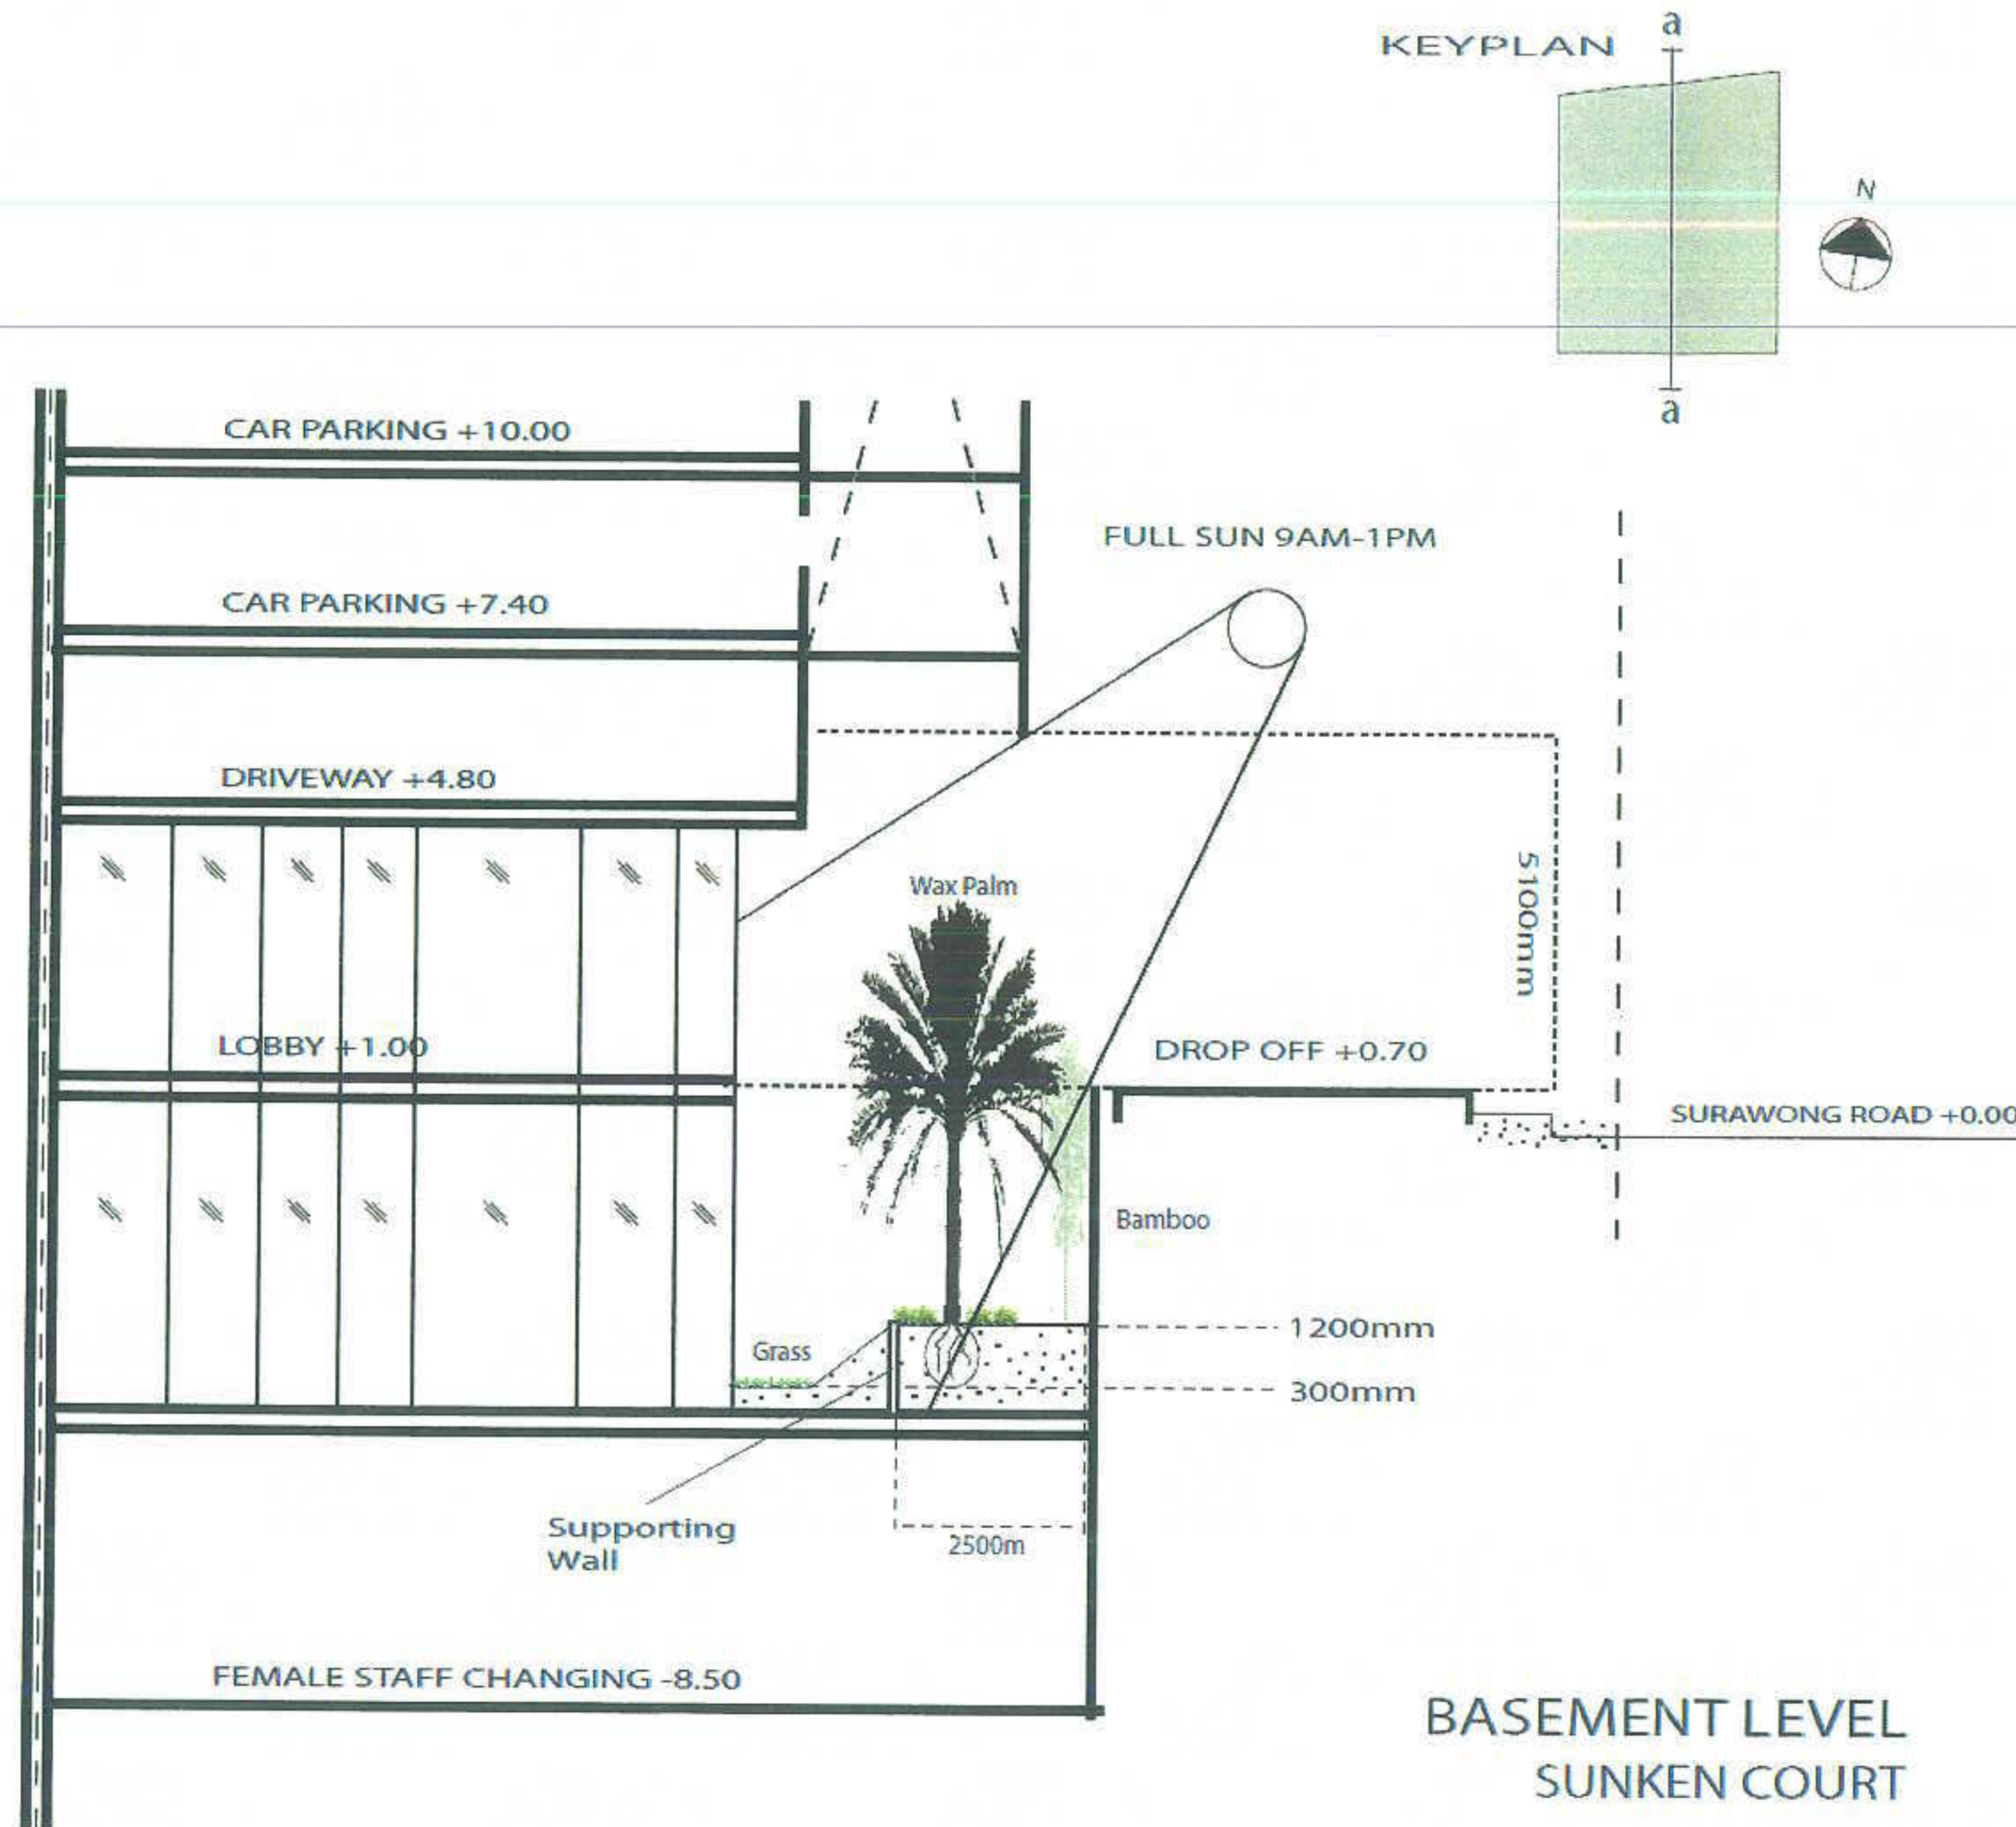 a
KEYPLAN
N
a
CAR PARKING +10.00
FULL SUN 9AM-1PM
CAR PARKING +7.40
DRIVEWAY +4.80
Wax Palm
5100mm
LOBBY +1.00
DROP OFF +0.70
SURAWONG ROAD +0.00
Bamboo
1200mm
Grass
300mm
Supporting
Wall
2500m
FEMALE STAFF CHANGING -8.50
BASEMENT LEVEL
SUNKEN COURT